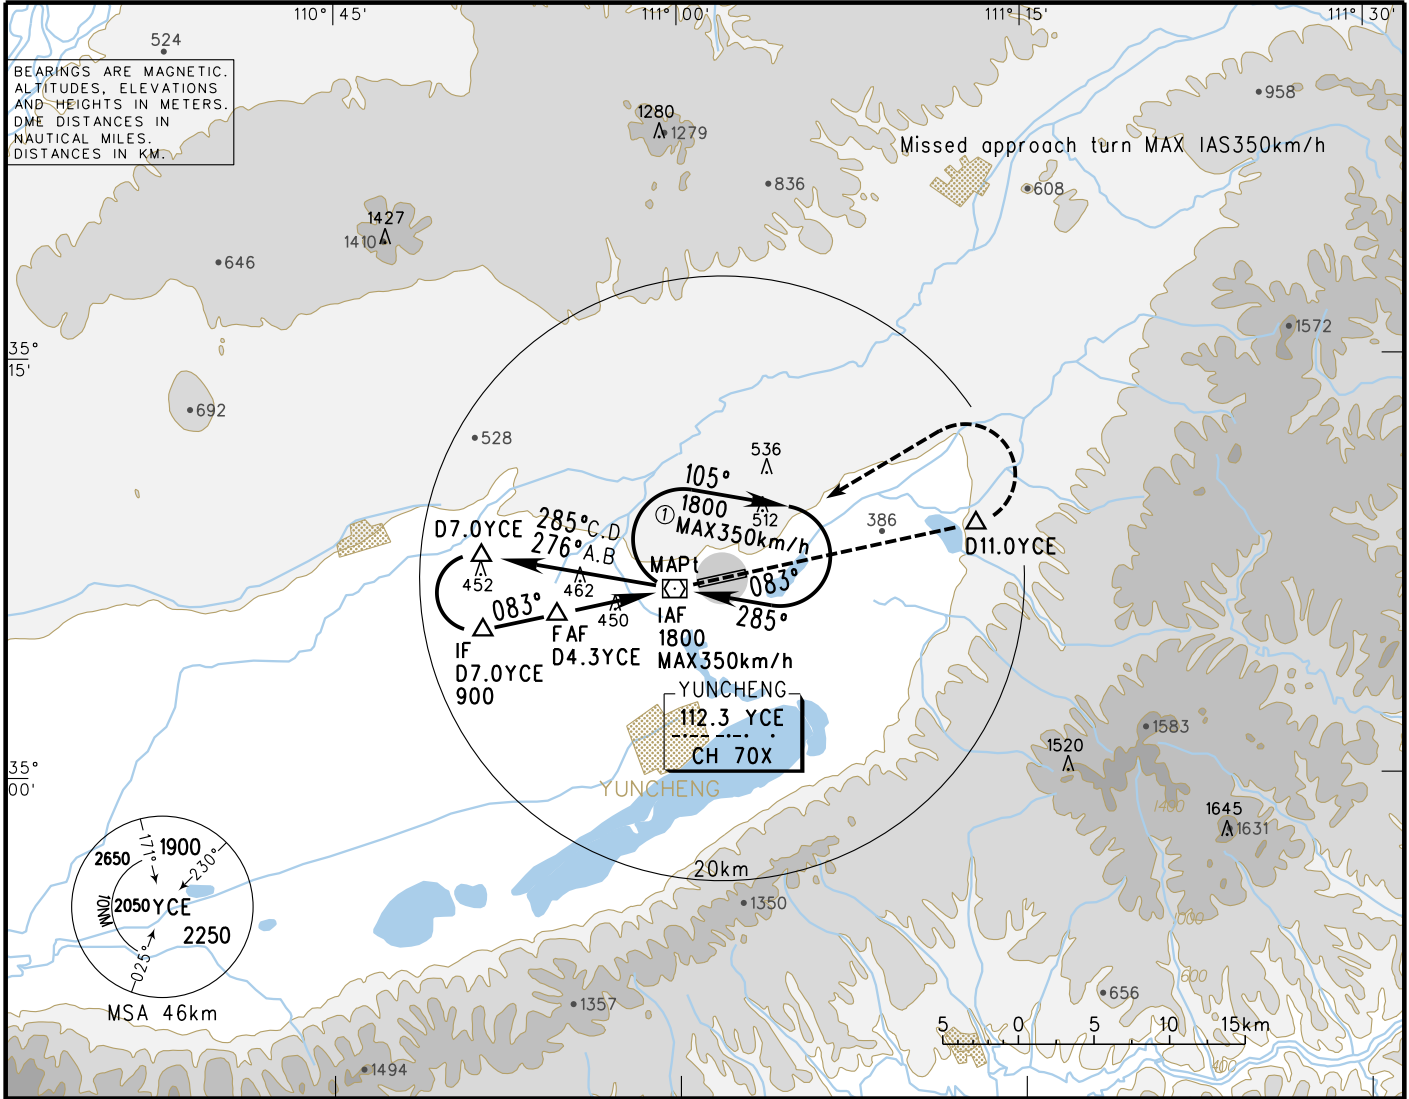 110° 45'
111° 00'
111° 15'
111° 30'
524
BEARINGS ARE MAGNETIC.
ALTITUDES, ELEVATIONS
AND HEIGHTS IN METERS.
DME DISTANCES IN
NAUTICAL MILES.
DISTANCES IN KM.
958
1280
1279
Missed approach turn MAX IAS350km/h
836
608
1427
1410
646
1572
35°
15'
692
528
536
105°
1800
① MAX350km/h
512
386
D7.0YCE
285°C.D
276°A.B
D11.0YCE
MAPt
452
462
083°
083°
450
285°
IF
D7.0YCE
900
FAF
D4.3YCE
IAF
1800
MAX350km/h
YUNCHENG
112.3 YCE
CH 70X
1583
1520
35°
00'
YUNCHENG
1400
1645
1631
171°
1900
230°
2650
20km
10NM
2050
YCE
1350
1000
2250
025°
600
MSA 46km
1357
656
5 0 5 10 15km
1494
400